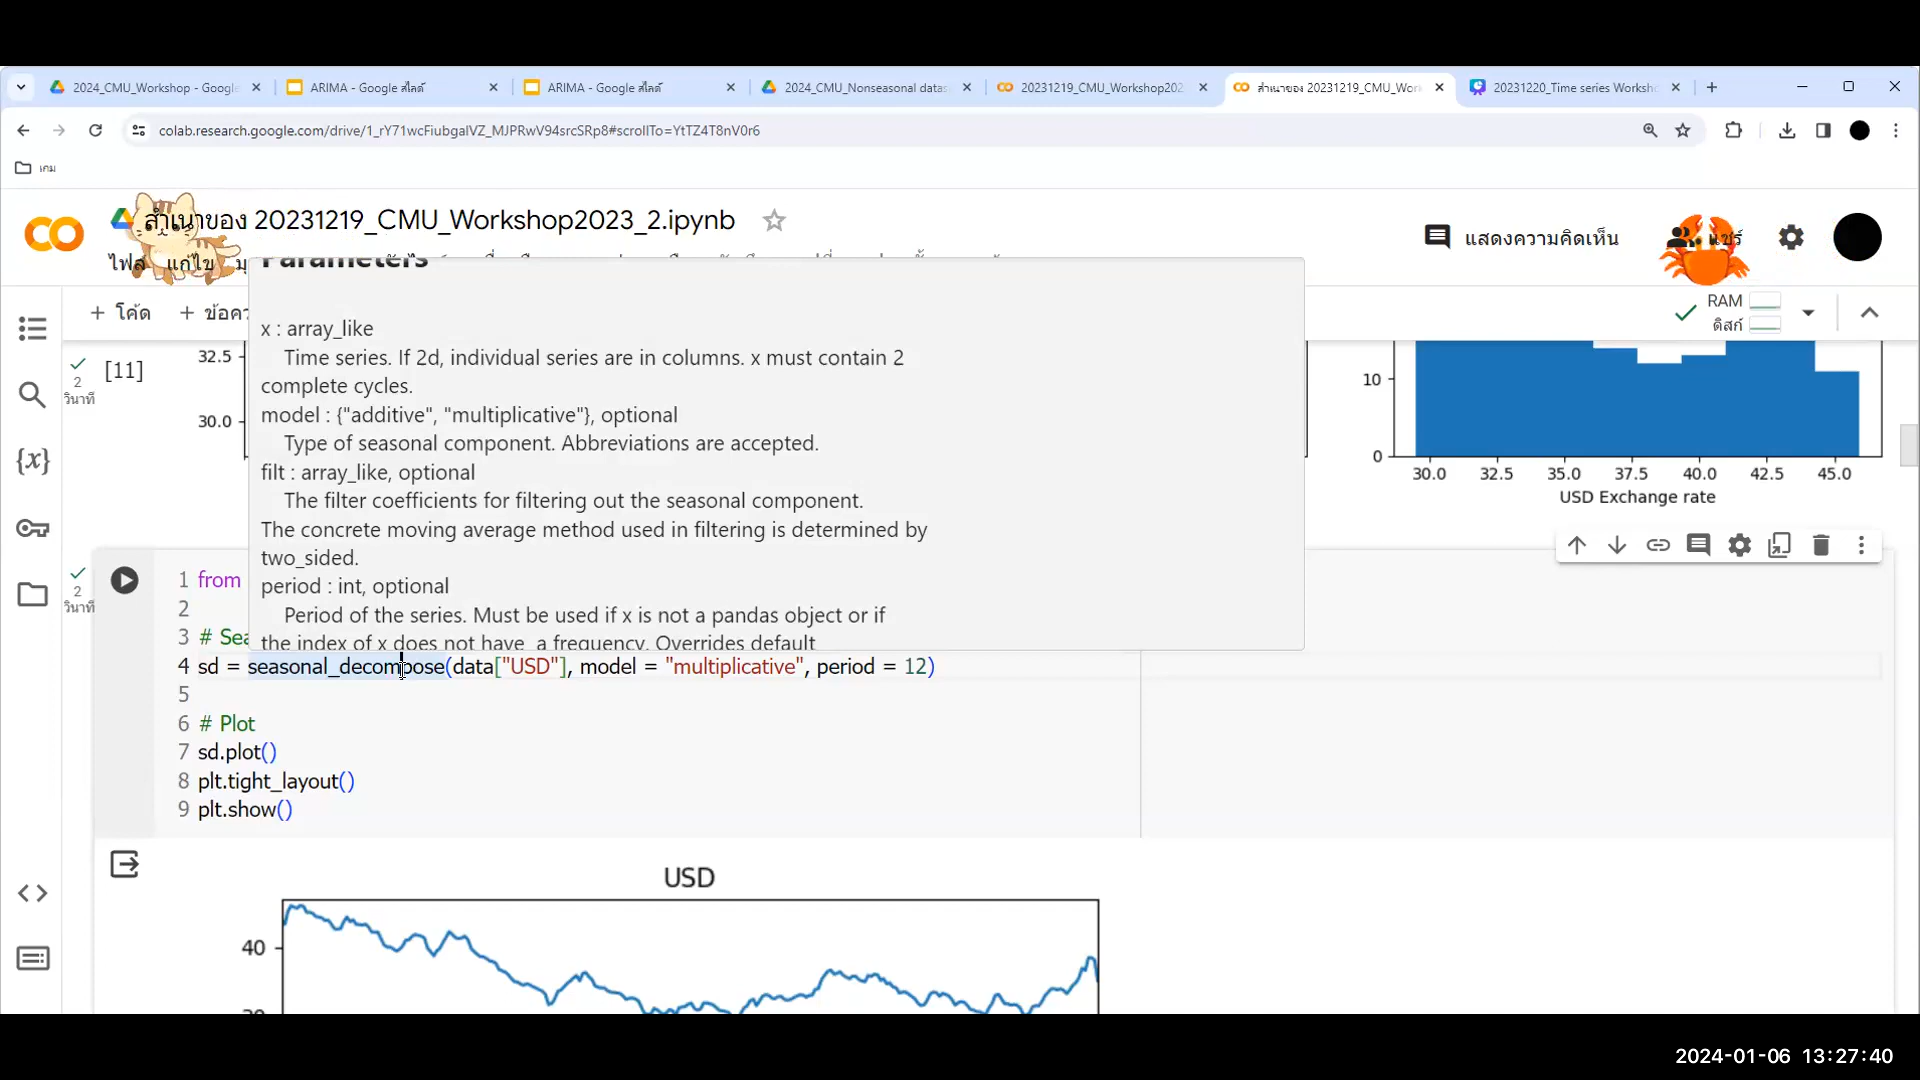 2024_CMU_Workshop - Google
ARIMA - Google สไลด์
ARIMA - Google สไลด์
2024_CMU_Nonseasonal datas
20231219_CMU_Workshop202
สำเนาของ 20231219_CMU_Work
20231220_Time series Worksho
colab.research.google.com/drive/1_rY71wcFiubgaIVZ_MJPRwV94srcSRp8#scrollTo=YtTZ4T8nV0r6
เกม
สำเนาของ 20231219_CMU_Workshop2023_2.ipynb
แสดงความคิดเห็น
แชร์
ไฟล์ แก้ไข
Parameters
+ โค้ด + ข้อคว
RAM
ดิสก์
x : array_like
Time series. If 2d, individual series are in columns. x must contain 2
complete cycles.
model : {"additive", "multiplicative"}, optional
Type of seasonal component. Abbreviations are accepted.
filt : array_like, optional
The filter coefficients for filtering out the seasonal component.
The concrete moving average method used in filtering is determined by
two_sided.
period : int, optional
Period of the series. Must be used if x is not a pandas object or if
the index of x does not have a frequency. Overrides default
2
วินาที
[11]
32.5
30.0
10
0
30.0 32.5 35.0 37.5 40.0 42.5 45.0
USD Exchange rate
2
วินาที
1 from
2
3 # Sea
4 sd = seasonal_decompose(data["USD"], model = "multiplicative", period = 12)
5
6 # Plot
7 sd.plot()
8 plt.tight_layout()
9 plt.show()
USD
40
2024-01-06 13:27:40